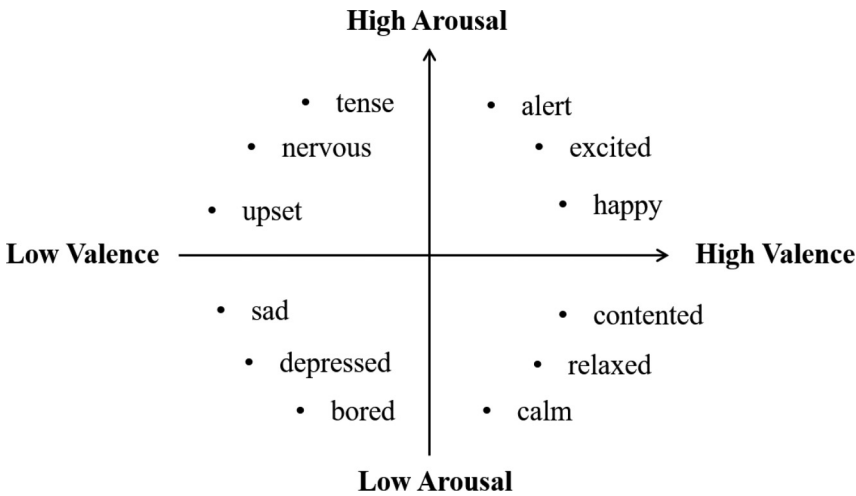 High Arousal
• tense
• alert
• nervous
• excited
• upset
• happy
Low Valence
High Valence
• sad
• contented
• depressed
• relaxed
• bored
• calm
Low Arousal